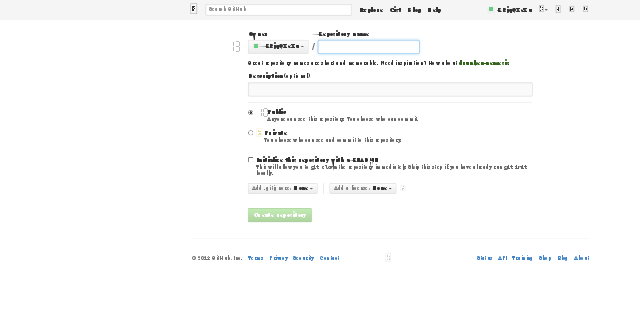 Search GitHub
Explore Gist Blog Help
Owner Repository name
/
Great repository names are short and memorable. Need inspiration? How about
Description (optional)
Public
Anyone can see this repository. You choose who can commit.
Private
You choose who can see and commit to this repository.
Initialize this repository with a README
This will allow you to git clone the repository immediately. Skip this step if you have already run git init
locally.
Add .gitignore: None Add a license: None
Create repository
© 2012 GitHub, Inc. Terms Privacy Security Contact
Status API Training Shop Blog About